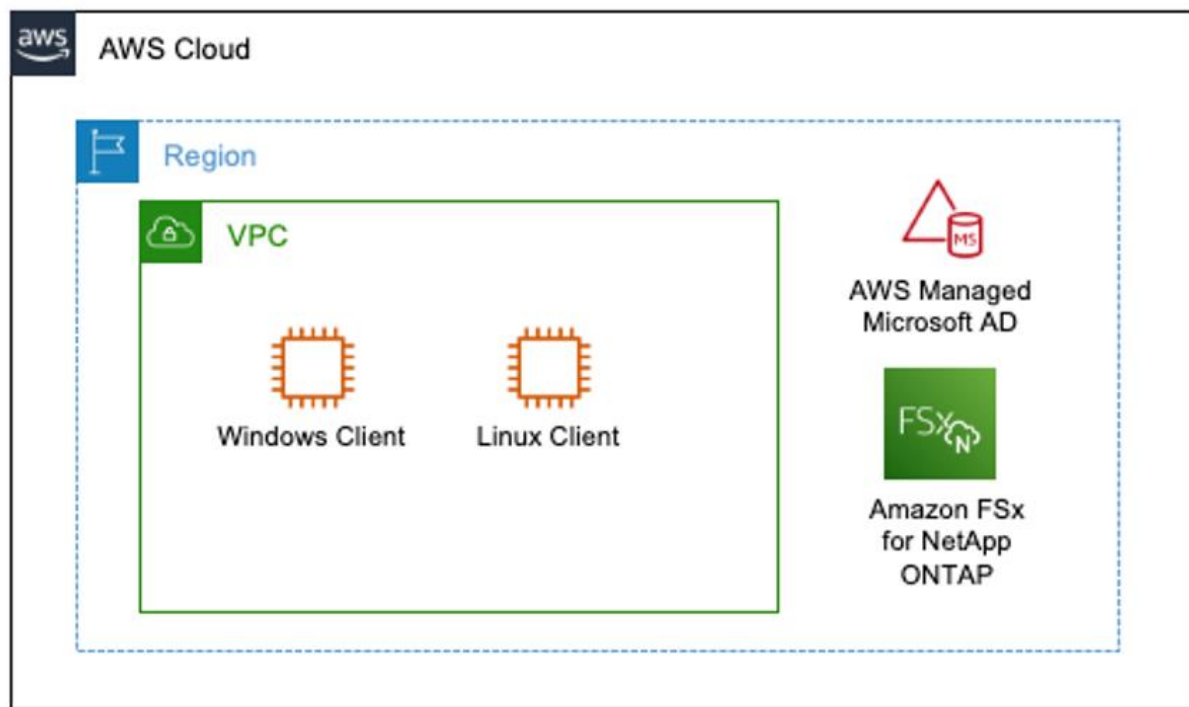 aws
AWS Cloud
Region
VPC
MS
AWS Managed
Microsoft AD
Windows Client
Linux Client
FSx
N
Amazon FSx
for NetApp
ONTAP